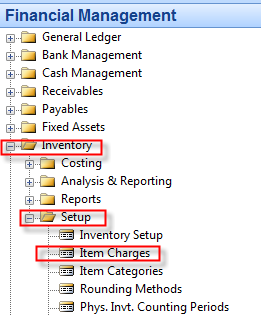 Financial Management
General Ledger
Bank Management
Cash Management
Receivables
Payables
Fixed Assets
Inventory
Costing
Analysis & Reporting
Reports
Setup
Inventory Setup
Item Charges
Item Categories
Rounding Methods
Phys. Invt. Counting Periods